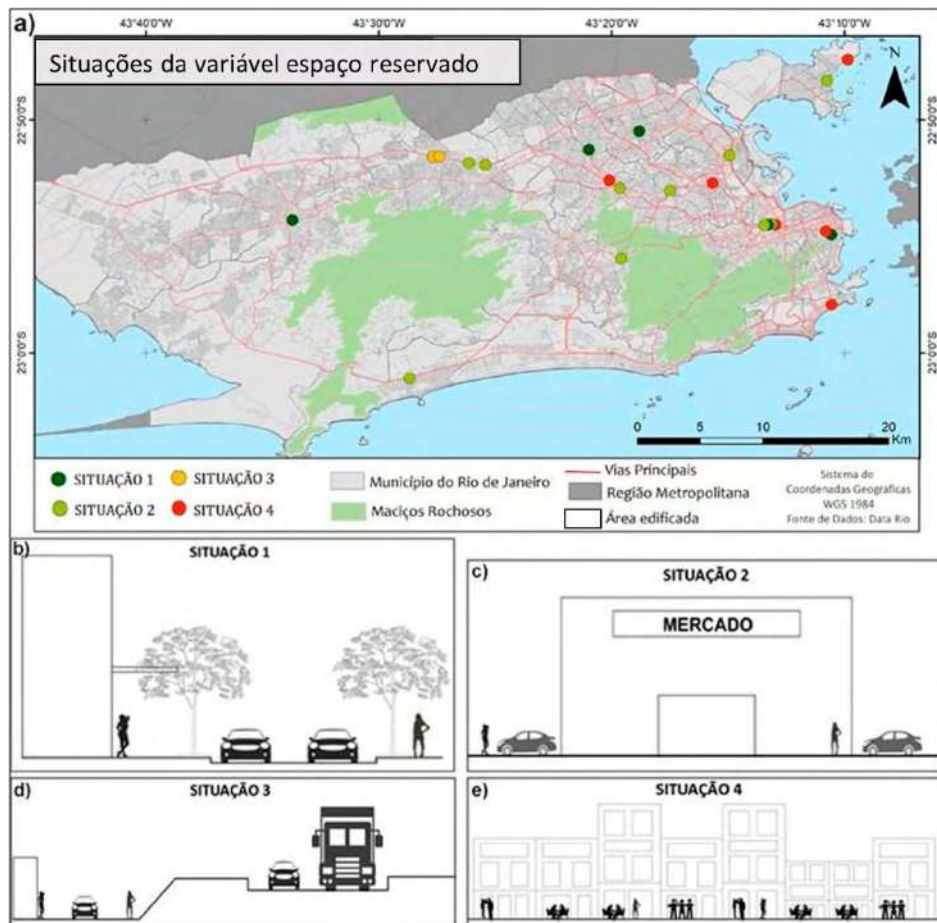 a)
43°40'0"W 43°30'0"W 43°20'0"W 43°10'0"W
Situações da variável espaço reservado
N
22°50'0"S 22°50'0"S
23°0'0"S 23°0'0"S
0 5 10 20
Km
SITUAÇÃO 1
SITUAÇÃO 2
SITUAÇÃO 3
SITUAÇÃO 4
Município do Rio de Janeiro
Maciços Rochosos
Vias Principais
Região Metropolitana
Área edificada
Sistema de
Coordenadas Geograficas
WGS 1984
Fonte de Dados: Data Rio
b)
SITUAÇÃO 1
c)
SITUAÇÃO 2
MERCADO
d)
SITUAÇÃO 3
e)
SITUAÇÃO 4